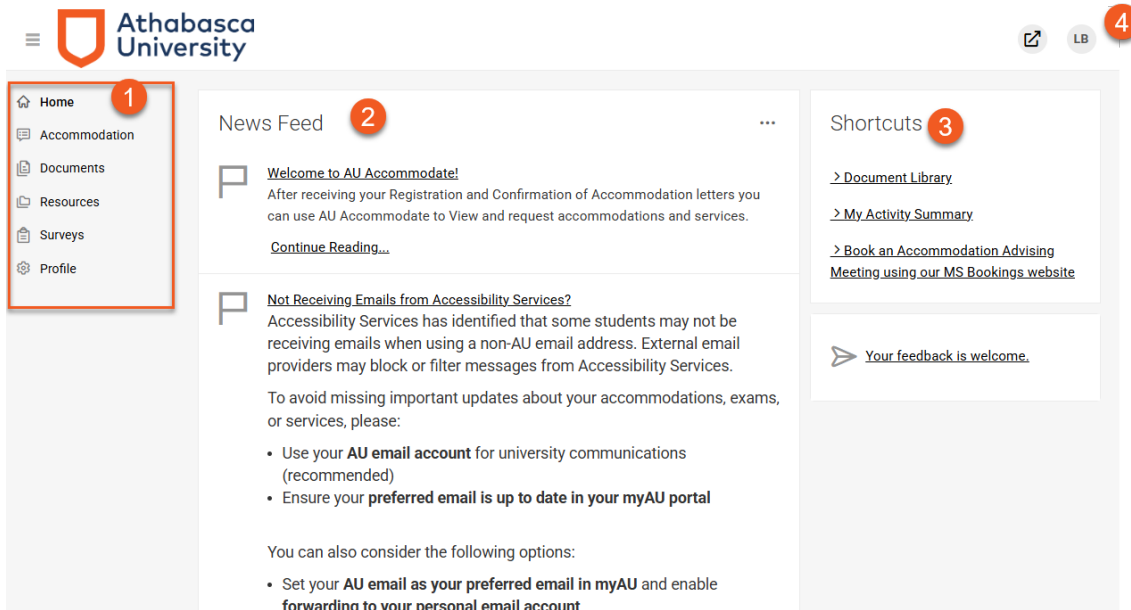 Athabasca
University
LB
4
1
Home
Accommodation
Documents
Resources
Surveys
Profile
News Feed
2
...
Welcome to AU Accommodate!
After receiving your Registration and Confirmation of Accommodation letters you
can use AU Accommodate to View and request accommodations and services.
Continue Reading...
Not Receiving Emails from Accessibility Services?
Accessibility Services has identified that some students may not be
receiving emails when using a non-AU email address. External email
providers may block or filter messages from Accessibility Services.
To avoid missing important updates about your accommodations, exams,
or services, please:
• Use your AU email account for university communications
(recommended)
• Ensure your preferred email is up to date in your myAU portal
You can also consider the following options:
• Set your AU email as your preferred email in myAU and enable
forwarding to your personal email account
Shortcuts
3
> Document Library
> My Activity Summary
> Book an Accommodation Advising
Meeting using our MS Bookings website
Your feedback is welcome.